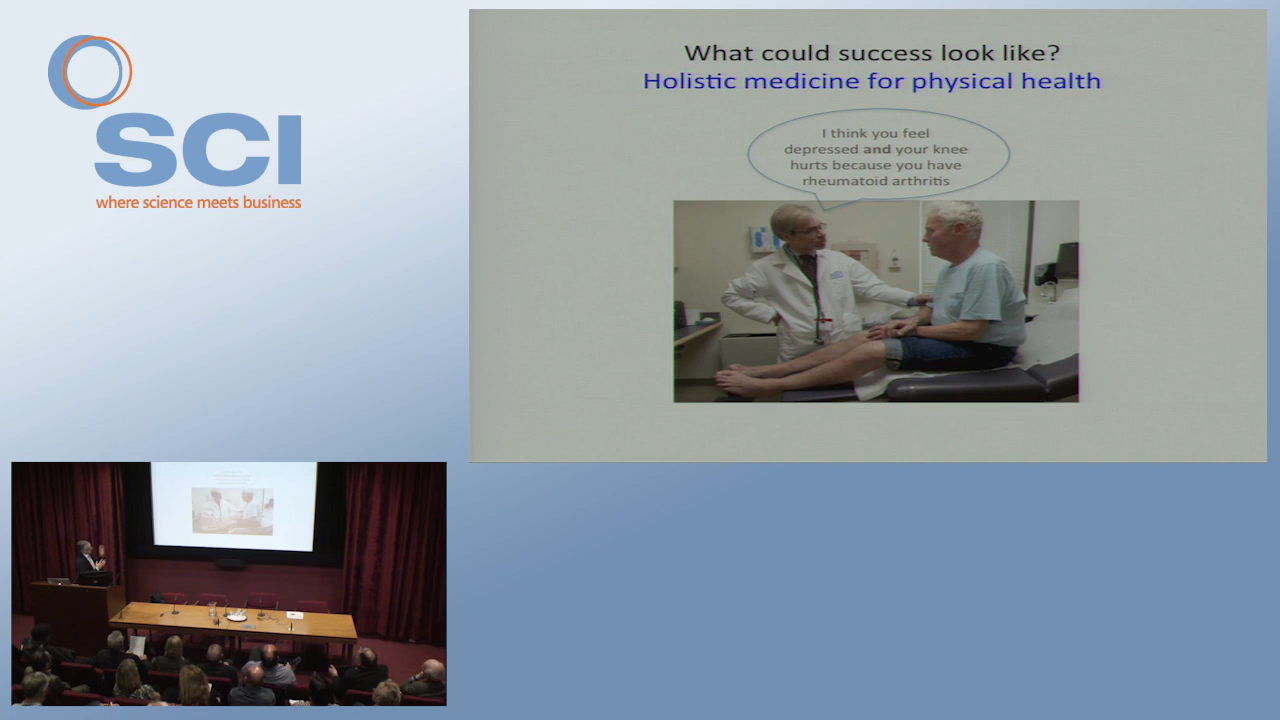 SCI
where science meets business
What could success look like?
Holistic medicine for physical health
I think you feel
depressed and your knee
hurts because you have
rheumatoid arthritis